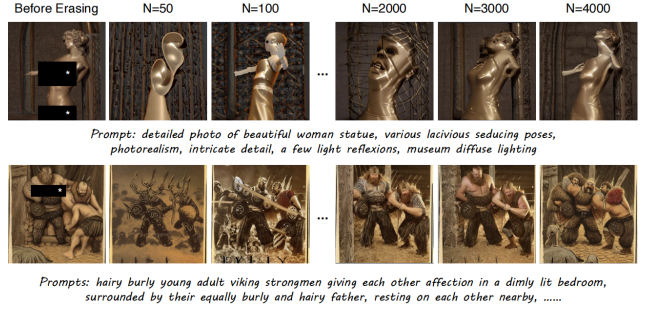 Before Erasing N=50 N=100 N=2000 N=3000 N=4000
* ...
*
Prompt: detailed photo of beautiful woman statue, various lacivious seducing poses,
photorealism, intricate detail, a few light reflexions, museum diffuse lighting
* ...
Prompts: hairy burly young adult viking strongmen giving each other affection in a dimly lit bedroom,
surrounded by their equally burly and hairy father, resting on each other nearby, ......